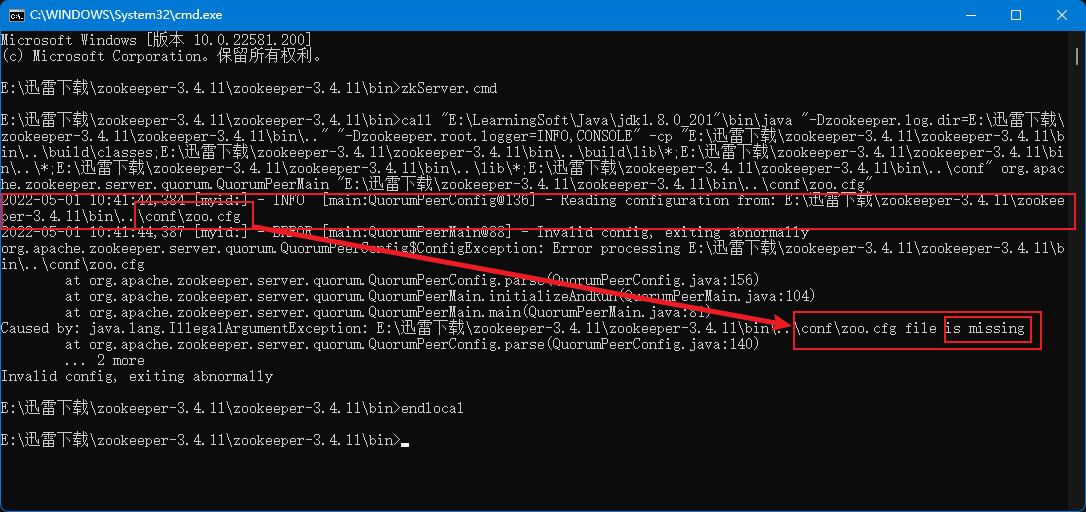 C:\WINDOWS\System32\cmd.exe
Microsoft Windows [版本 10.0.22581.200]
(c) Microsoft Corporation。保留所有权利。
E:\迅雷下载\zookeeper-3.4.11\zookeeper-3.4.11\bin>zkServer.cmd
E:\迅雷下载\zookeeper-3.4.11\zookeeper-3.4.11\bin>call "E:\LearningSoft\Java\jdk1.8.0_201"\bin\java "-Dzookeeper.log.dir=E:\迅雷下载\
zookeeper-3.4.11\zookeeper-3.4.11\bin\.." "-Dzookeeper.root.logger=INFO,CONSOLE" -cp "E:\迅雷下载\zookeeper-3.4.11\zookeeper-3.4.11\b
in\..\build\classes;E:\迅雷下载\zookeeper-3.4.11\zookeeper-3.4.11\bin\..\build\lib\*;E:\迅雷下载\zookeeper-3.4.11\zookeeper-3.4.11\bi
n\..\*;E:\迅雷下载\zookeeper-3.4.11\zookeeper-3.4.11\bin\..\lib\*;E:\迅雷下载\zookeeper-3.4.11\zookeeper-3.4.11\bin\..\conf" org.apac
he.zookeeper.server.quorum.QuorumPeerMain "E:\迅雷下载\zookeeper-3.4.11\zookeeper-3.4.11\bin\..\conf\zoo.cfg"
2022-05-01 10:41:44,384 [myid:] - INFO  [main:QuorumPeerConfig@136] - Reading configuration from: E:\迅雷下载\zookeeper-3.4.11\zookee
per-3.4.11\bin\..\conf\zoo.cfg
2022-05-01 10:41:44,387 [myid:] - ERROR [main:QuorumPeerMain@88] - Invalid config, exiting abnormally
org.apache.zookeeper.server.quorum.QuorumPeerConfig$ConfigException: Error processing E:\迅雷下载\zookeeper-3.4.11\zookeeper-3.4.11\b
in\..\conf\zoo.cfg
at org.apache.zookeeper.server.quorum.QuorumPeerConfig.parse(QuorumPeerConfig.java:156)
at org.apache.zookeeper.server.quorum.QuorumPeerMain.initializeAndRun(QuorumPeerMain.java:104)
at org.apache.zookeeper.server.quorum.QuorumPeerMain.main(QuorumPeerMain.java:81)
Caused by: java.lang.IllegalArgumentException: E:\迅雷下载\zookeeper-3.4.11\zookeeper-3.4.11\bin\..\conf\zoo.cfg file is missing
at org.apache.zookeeper.server.quorum.QuorumPeerConfig.parse(QuorumPeerConfig.java:140)
... 2 more
Invalid config, exiting abnormally
E:\迅雷下载\zookeeper-3.4.11\zookeeper-3.4.11\bin>endlocal
E:\迅雷下载\zookeeper-3.4.11\zookeeper-3.4.11\bin>